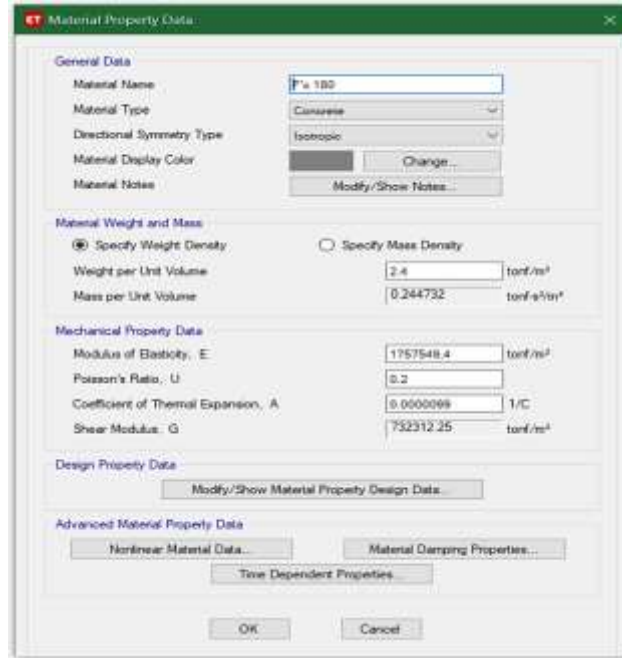 ET Material Property Data
General Data
Material Name F'c 180
Material Type Concrete
Directional Symmetry Type Isotropic
Material Display Color Change...
Material Notes Modify/Show Notes...
Material Weight and Mass
Specify Weight Density Specify Mass Density
Weight per Unit Volume 2.4 tonf/m³
Mass per Unit Volume 0.244732 tonf-s²/m⁴
Mechanical Property Data
Modulus of Elasticity, E 1757549.4 tonf/m²
Poisson's Ratio, U 0.2
Coefficient of Thermal Expansion, A 0.0000099 1/C
Shear Modulus, G 732312.25 tonf/m²
Design Property Data
Modify/Show Material Property Design Data...
Advanced Material Property Data
Nonlinear Material Data... Material Damping Properties...
Time Dependent Properties...
OK Cancel